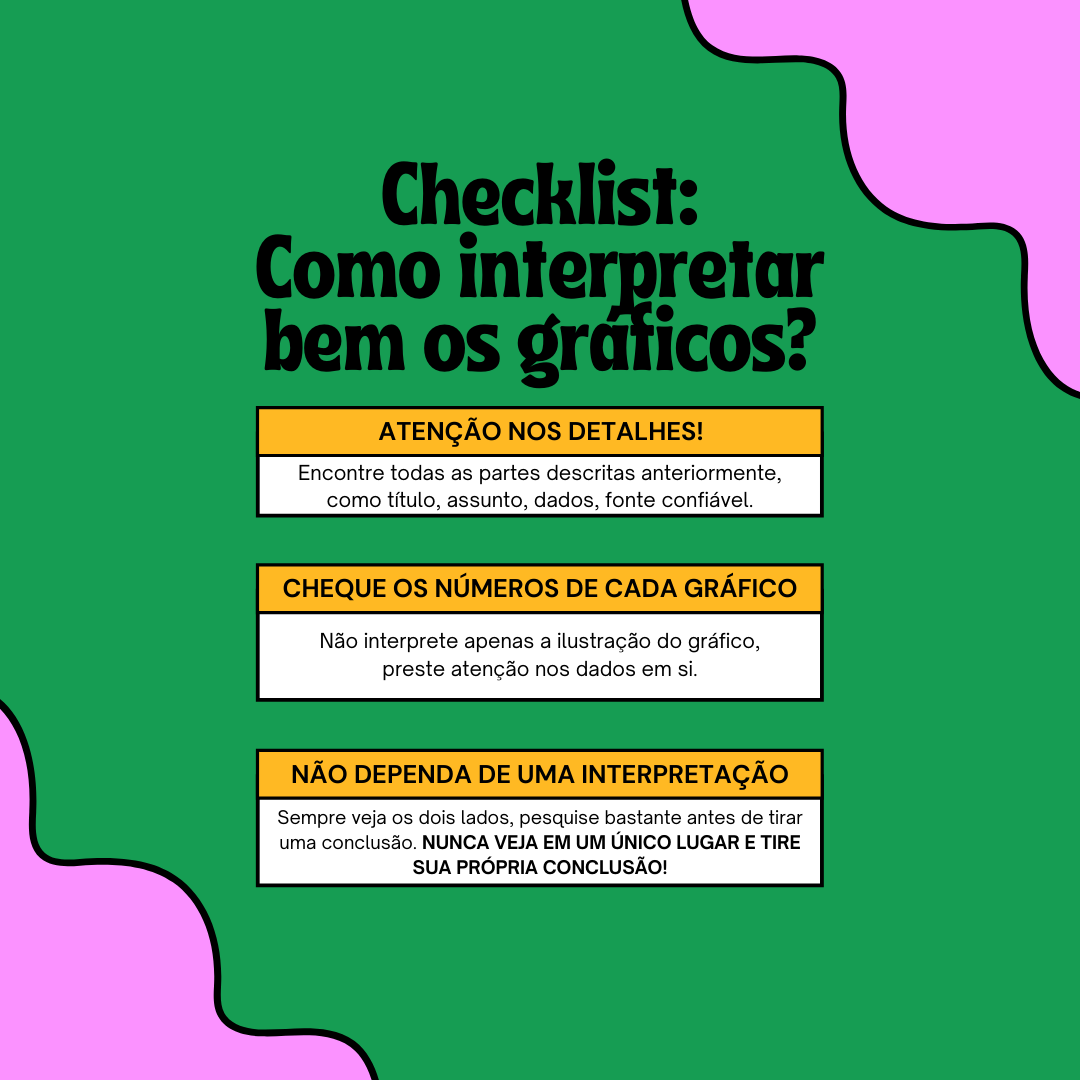 Checklist:
Como interpretar
bem os gráficos?
ATENÇÃO NOS DETALHES!
Encontre todas as partes descritas anteriormente,
como título, assunto, dados, fonte confiável.
CHEQUE OS NÚMEROS DE CADA GRÁFICO
Não interprete apenas a ilustração do gráfico,
preste atenção nos dados em si.
NÃO DEPENDA DE UMA INTERPRETAÇÃO
Sempre veja os dois lados, pesquise bastante antes de tirar
uma conclusão. NUNCA VEJA EM UM ÚNICO LUGAR E TIRE
SUA PRÓPRIA CONCLUSÃO!